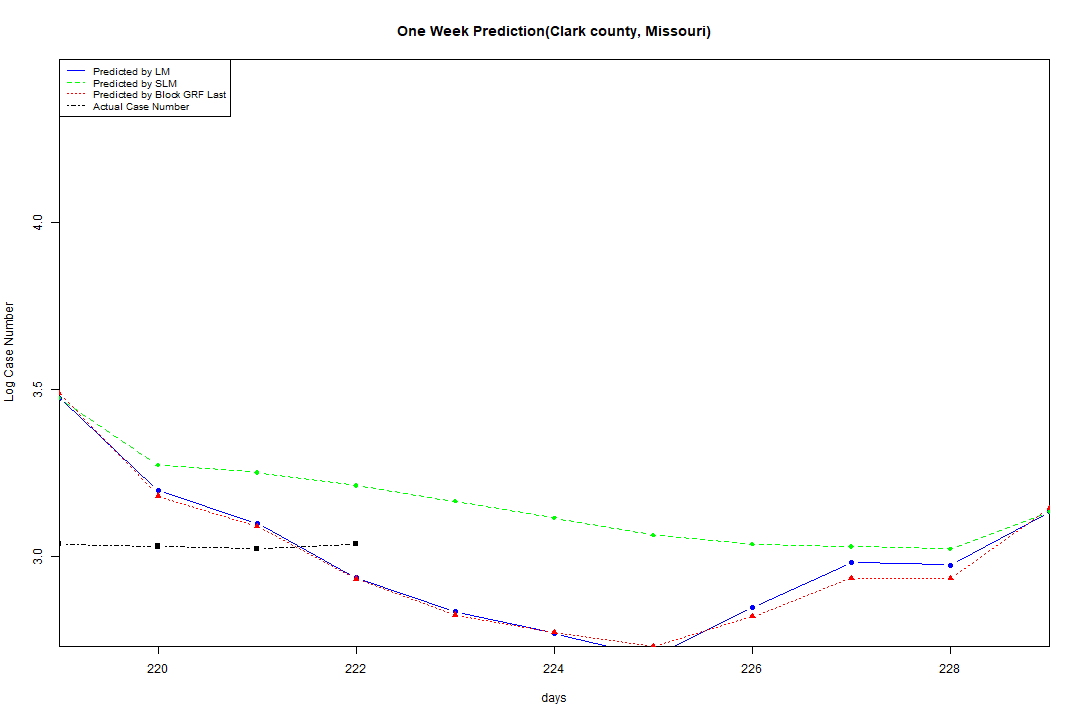 One Week Prediction(Clark county, Missouri)
Predicted by LM
Predicted by SLM
Predicted by Block GRF Last
Actual Case Number
4.0
3.5
3.0
Log Case Number
220
222
224
226
228
days